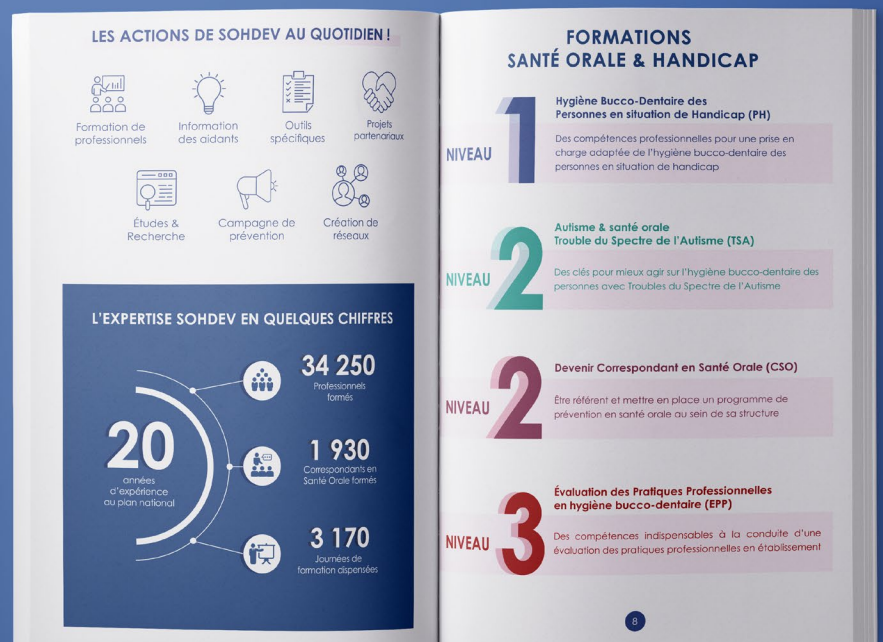 LES ACTIONS DE SOHDEV AU QUOTIDIEN !
Formation de
professionnels
Information
des aidants
Outils
spécifiques
Projets
partenariaux
Études &
Recherche
Campagne de
prévention
Création de
réseaux
L'EXPERTISE SOHDEV EN QUELQUES CHIFFRES
20
années
d'expérience
au plan national
34 250
Professionnels
formés
1 930
Correspondants en
Santé Orale formés
3 170
Journées de
formation dispensées
FORMATIONS
SANTÉ ORALE & HANDICAP
NIVEAU 1
Hygiène Bucco-Dentaire des
Personnes en situation de Handicap (PH)
Des compétences professionnelles pour une prise en
charge adaptée de l'hygiène bucco-dentaire des
personnes en situation de handicap
NIVEAU 2
Autisme & santé orale
Trouble du Spectre de l'Autisme (TSA)
Des clés pour mieux agir sur l'hygiène bucco-dentaire des
personnes avec Troubles du Spectre de l'Autisme
NIVEAU 2
Devenir Correspondant en Santé Orale (CSO)
Être référent et mettre en place un programme de
prévention en santé orale au sein de sa structure
NIVEAU 3
Évaluation des Pratiques Professionnelles
en hygiène bucco-dentaire (EPP)
Des compétences indispensables à la conduite d'une
évaluation des pratiques professionnelles en établissement
8